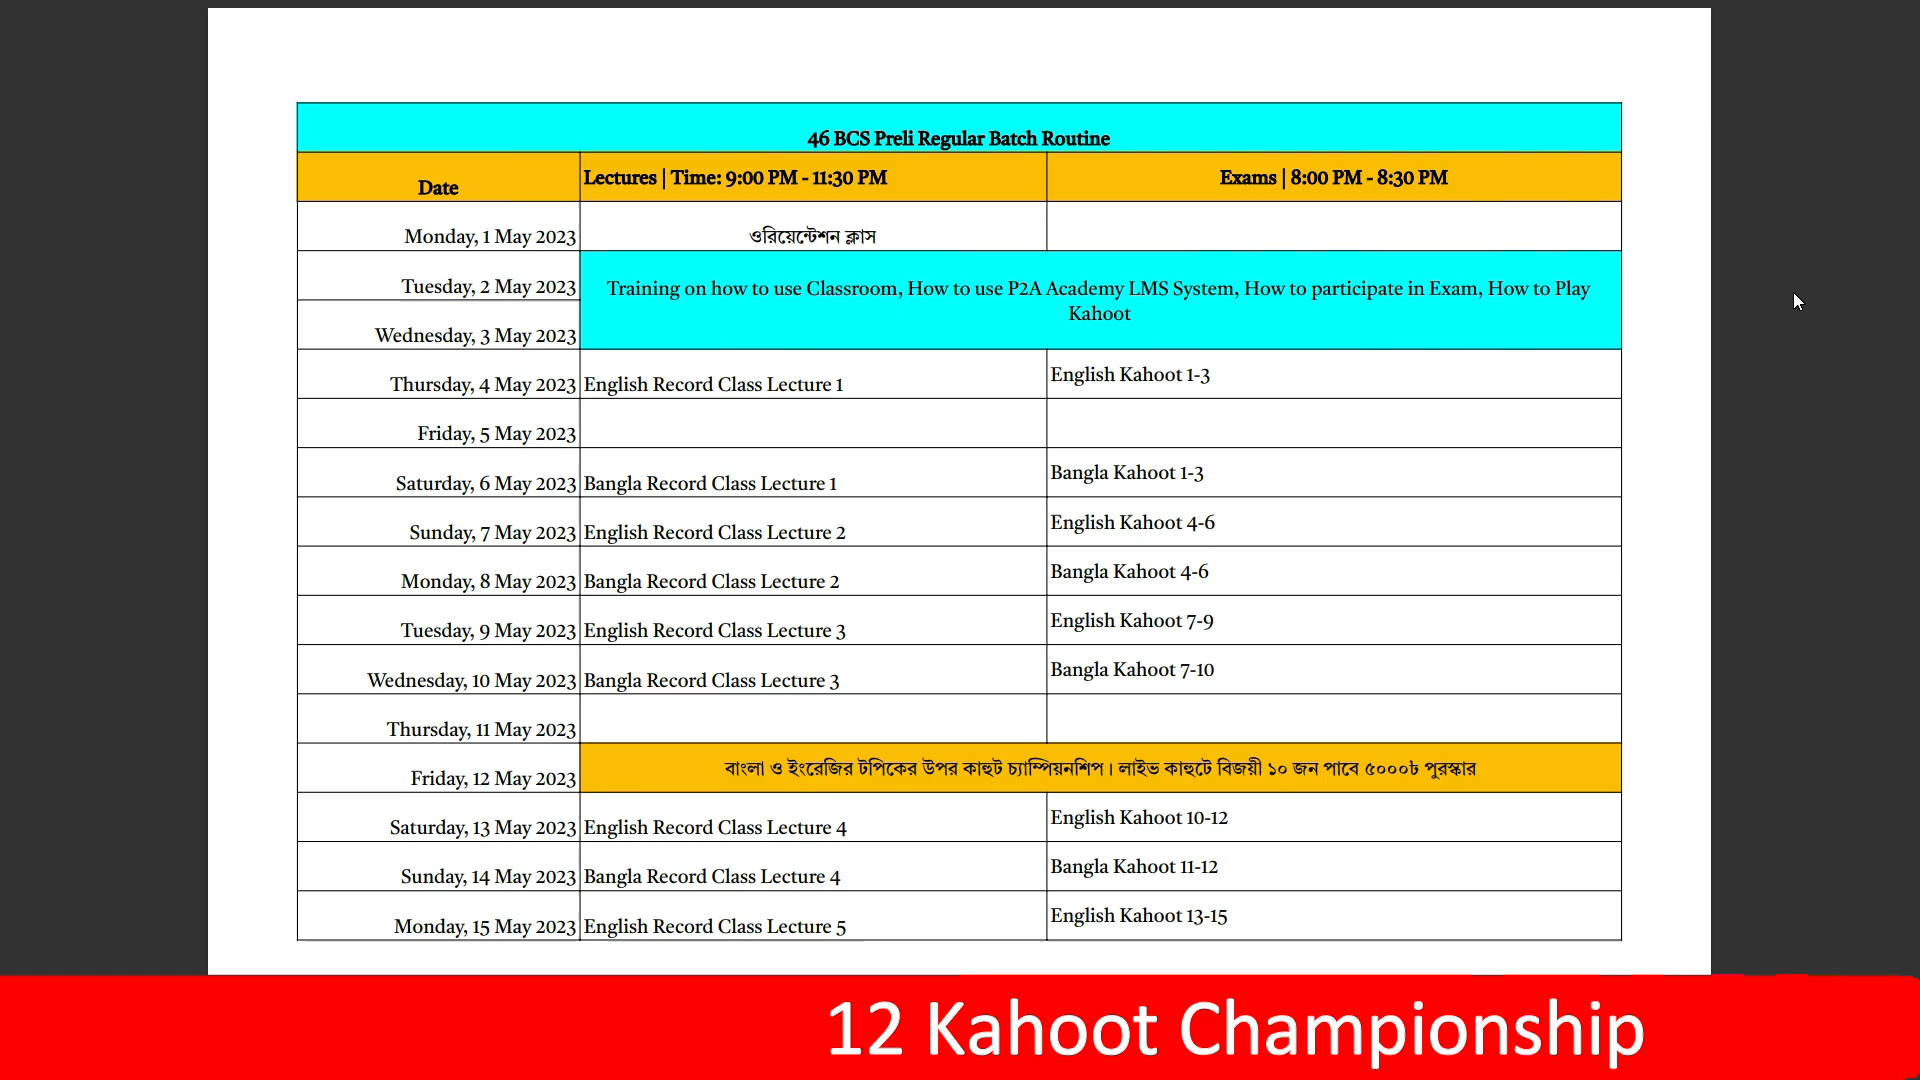 46 BCS Preli Regular Batch Routine
Date Lectures | Time: 9:00 PM - 11:30 PM Exams | 8:00 PM - 8:30 PM
Monday, 1 May 2023 ওরিয়েন্টেশন ক্লাস
Tuesday, 2 May 2023 Training on how to use Classroom, How to use P2A Academy LMS System, How to participate in Exam, How to Play
Kahoot
Wednesday, 3 May 2023
Thursday, 4 May 2023 English Record Class Lecture 1 English Kahoot 1-3
Friday, 5 May 2023
Saturday, 6 May 2023 Bangla Record Class Lecture 1 Bangla Kahoot 1-3
Sunday, 7 May 2023 English Record Class Lecture 2 English Kahoot 4-6
Monday, 8 May 2023 Bangla Record Class Lecture 2 Bangla Kahoot 4-6
Tuesday, 9 May 2023 English Record Class Lecture 3 English Kahoot 7-9
Wednesday, 10 May 2023 Bangla Record Class Lecture 3 Bangla Kahoot 7-10
Thursday, 11 May 2023
Friday, 12 May 2023 বাংলা ও ইংরেজির টপিকের উপর কাহুট চ্যাম্পিয়নশিপ। লাইভ কাহুটে বিজয়ী ১০ জন পাবে ৫০০০৳ পুরস্কার
Saturday, 13 May 2023 English Record Class Lecture 4 English Kahoot 10-12
Sunday, 14 May 2023 Bangla Record Class Lecture 4 Bangla Kahoot 11-12
Monday, 15 May 2023 English Record Class Lecture 5 English Kahoot 13-15
12 Kahoot Championship